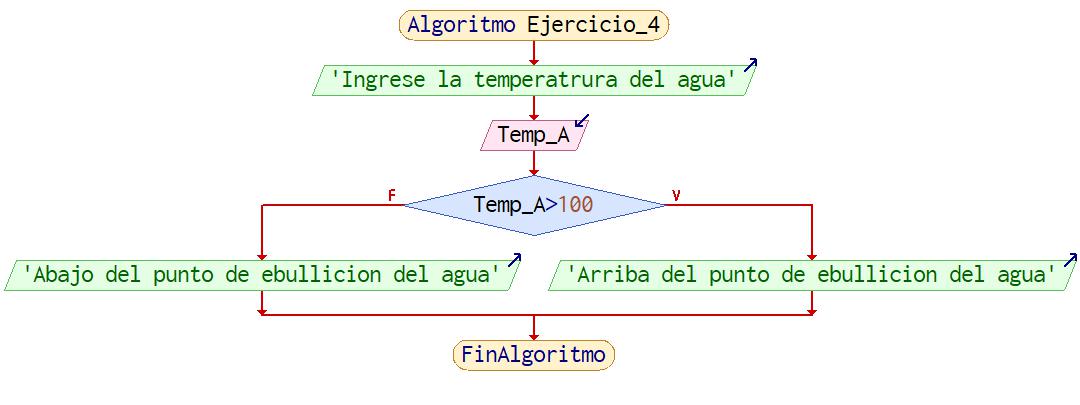 Algoritmo Ejercicio_4
'Ingrese la temperatrura del agua'
Temp_A
F
V
Temp_A>100
'Abajo del punto de ebullicion del agua'
'Arriba del punto de ebullicion del agua'
FinAlgoritmo